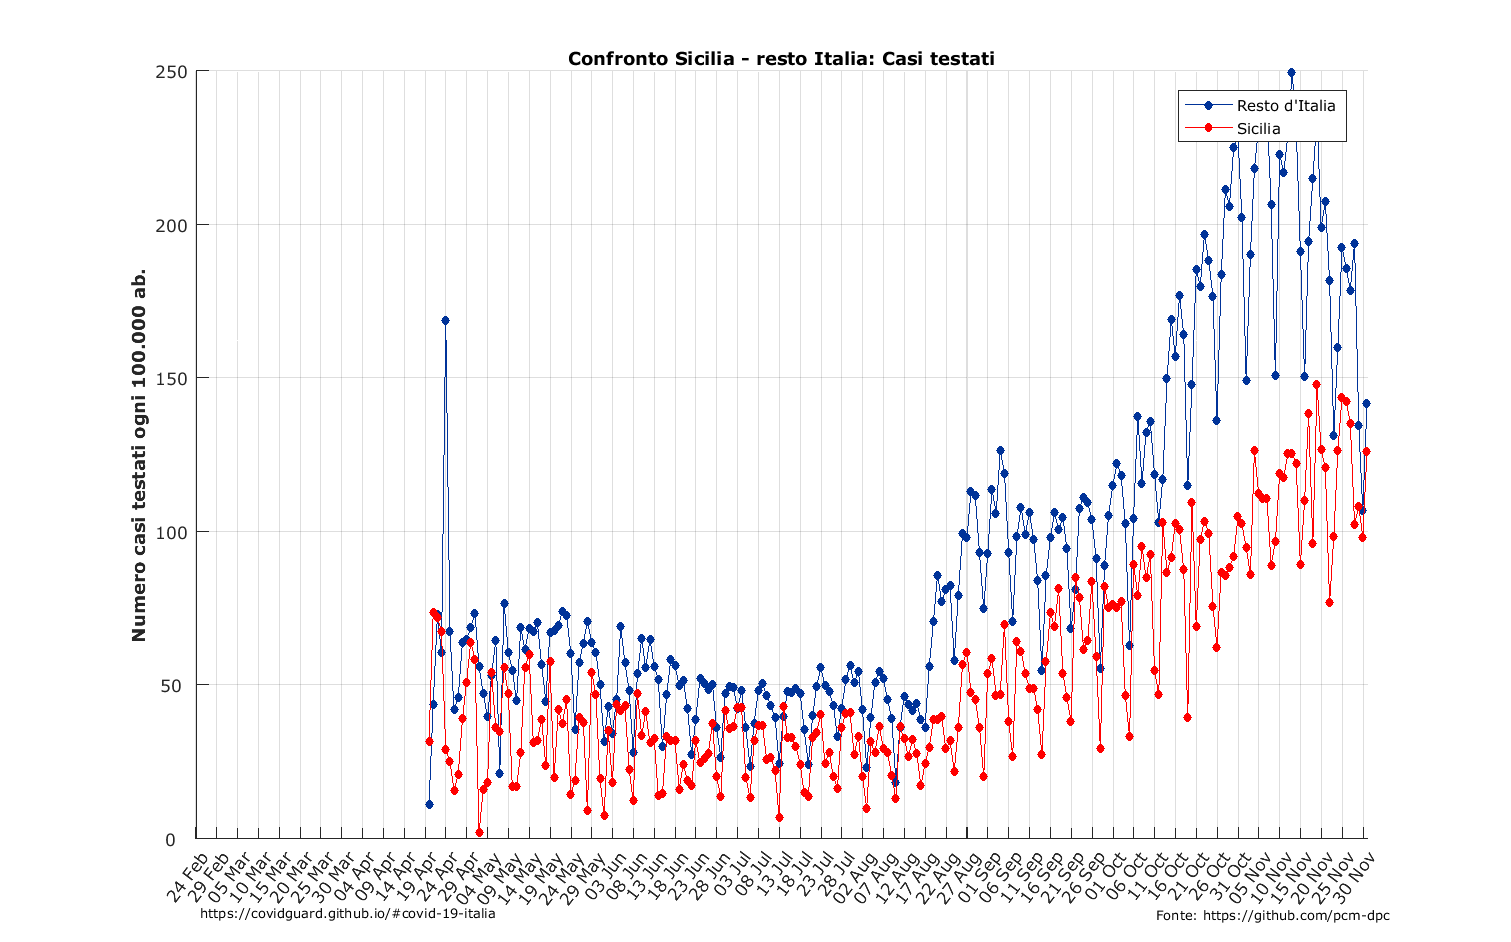 Confronto Sicilia - resto Italia: Casi testati
250
200
150
100
50
0
Numero casi testati ogni 100.000 ab.
Resto d'Italia
Sicilia
24 Feb
29 Feb
05 Mar
10 Mar
15 Mar
20 Mar
25 Mar
30 Mar
04 Apr
09 Apr
14 Apr
19 Apr
24 Apr
29 Apr
04 May
09 May
14 May
19 May
24 May
29 May
03 Jun
08 Jun
13 Jun
18 Jun
23 Jun
28 Jun
03 Jul
08 Jul
13 Jul
18 Jul
23 Jul
28 Jul
02 Aug
07 Aug
12 Aug
17 Aug
22 Aug
27 Aug
01 Sep
06 Sep
11 Sep
16 Sep
21 Sep
26 Sep
01 Oct
06 Oct
11 Oct
16 Oct
21 Oct
26 Oct
31 Oct
05 Nov
10 Nov
15 Nov
20 Nov
25 Nov
30 Nov
https://covidguard.github.io/#covid-19-italia
Fonte: https://github.com/pcm-dpc